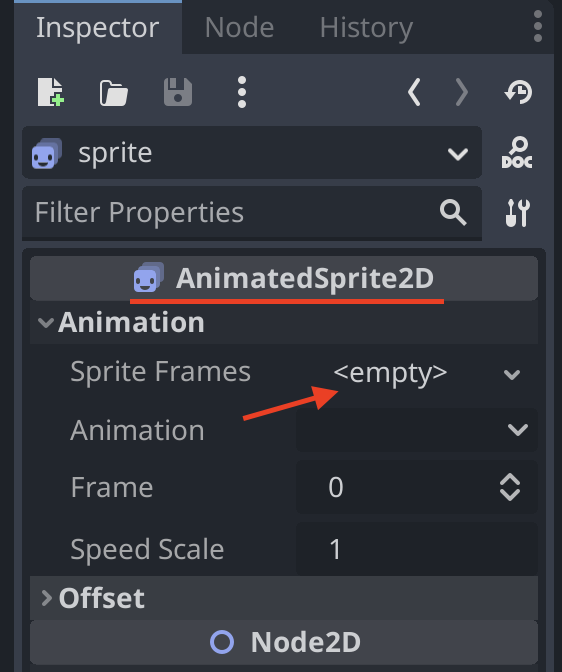 Inspector Node History
sprite
DOC
Filter Properties
AnimatedSprite2D
Animation
Sprite Frames <empty>
Animation
Frame 0
Speed Scale 1
Offset
Node2D